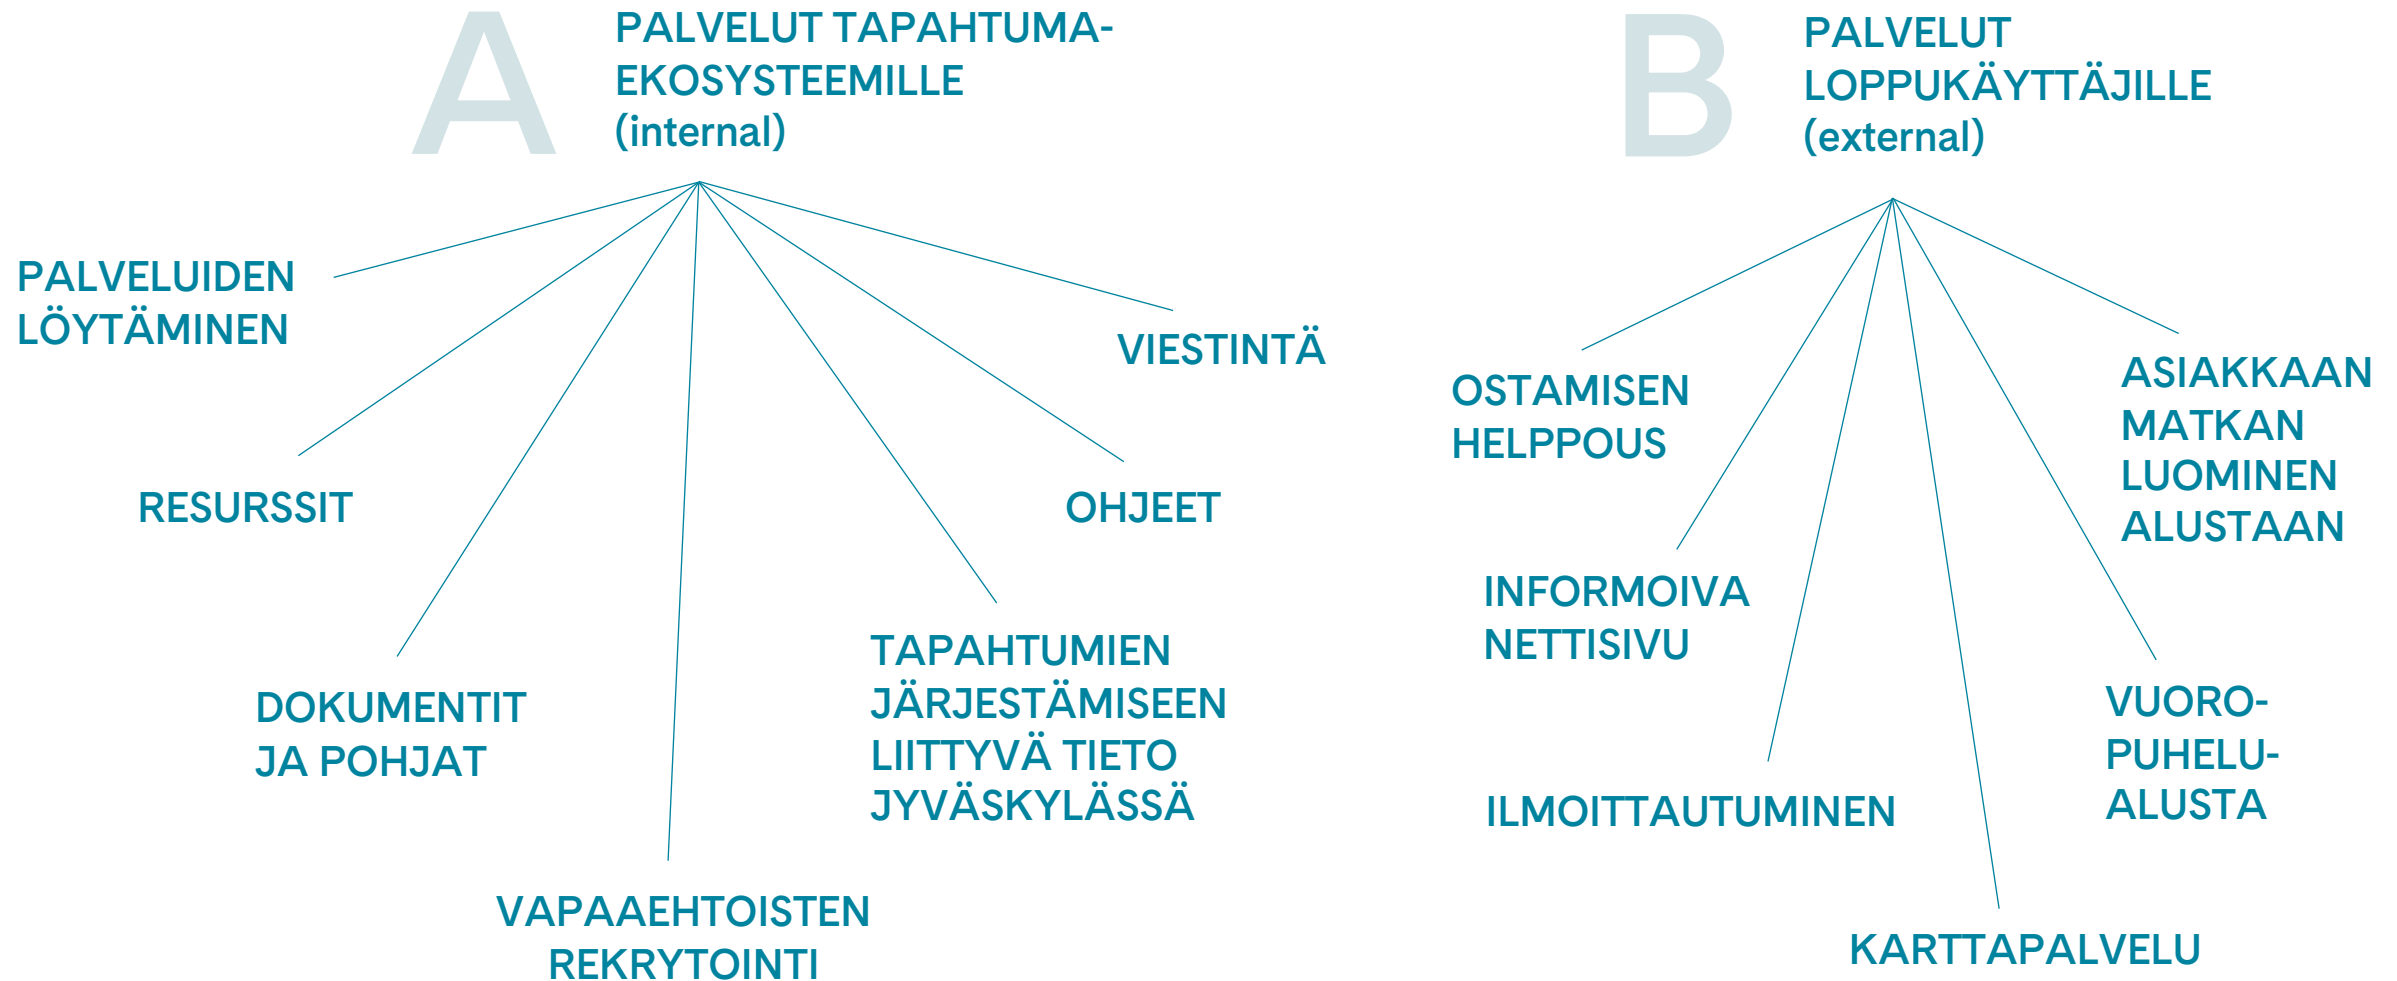 A
PALVELUT TAPAHTUMA-
EKOSYSTEEMILLE
(internal)
PALVELUIDEN
LÖYTÄMINEN
VIESTINTÄ
RESURSSIT
OHJEET
DOKUMENTIT
JA POHJAT
TAPAHTUMIEN
JÄRJESTÄMISEEN
LIITTYVÄ TIETO
JYVÄSKYLÄSSÄ
VAPAAEHTOISTEN
REKRYTOINTI
B
PALVELUT
LOPPUKÄYTTÄJILLE
(external)
OSTAMISEN
HELPPOUS
ASIAKKAAN
MATKAN
LUOMINEN
ALUSTAAN
INFORMOIVA
NETTISIVU
VUORO-
PUHELU-
ALUSTA
ILMOITTAUTUMINEN
KARTTAPALVELU